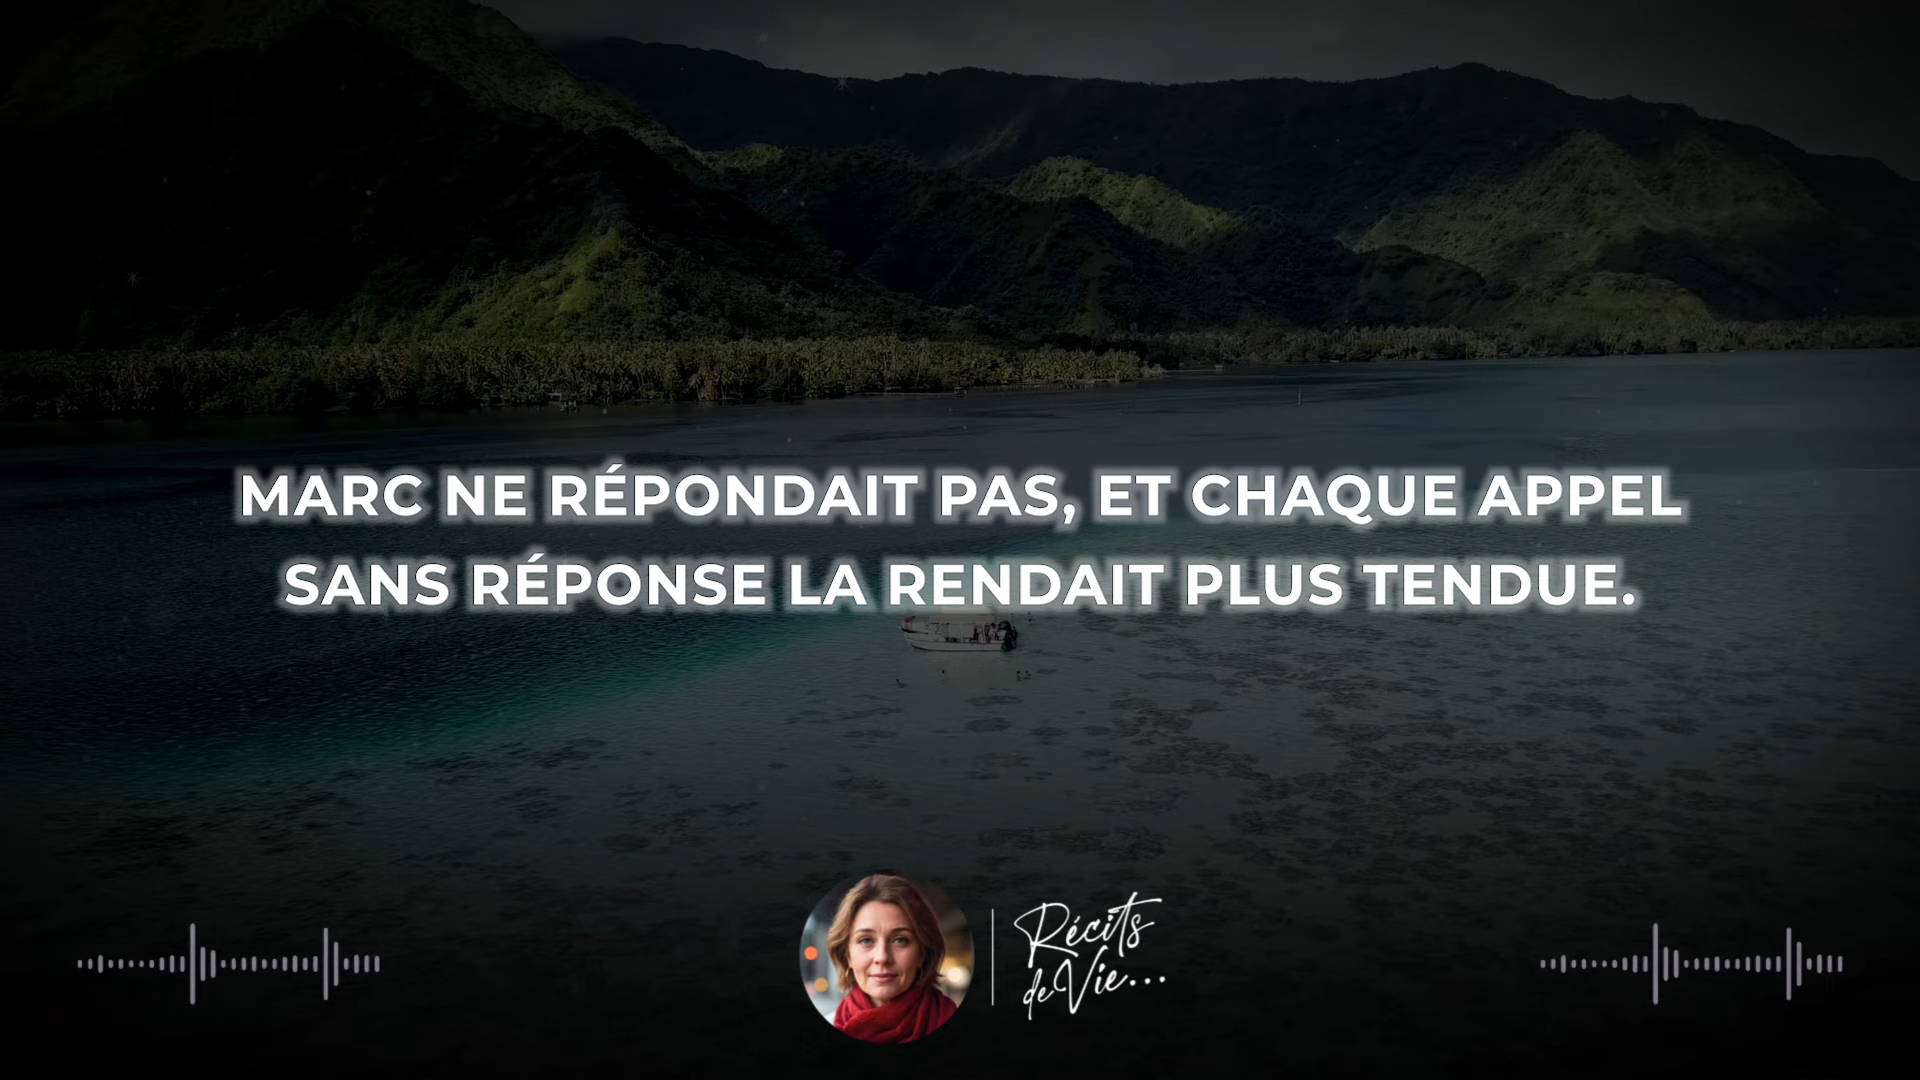 MARC NE RÉPONDAIT PAS, ET CHAQUE APPEL
SANS RÉPONSE LA RENDAIT PLUS TENDUE.
Récits
de Vie...